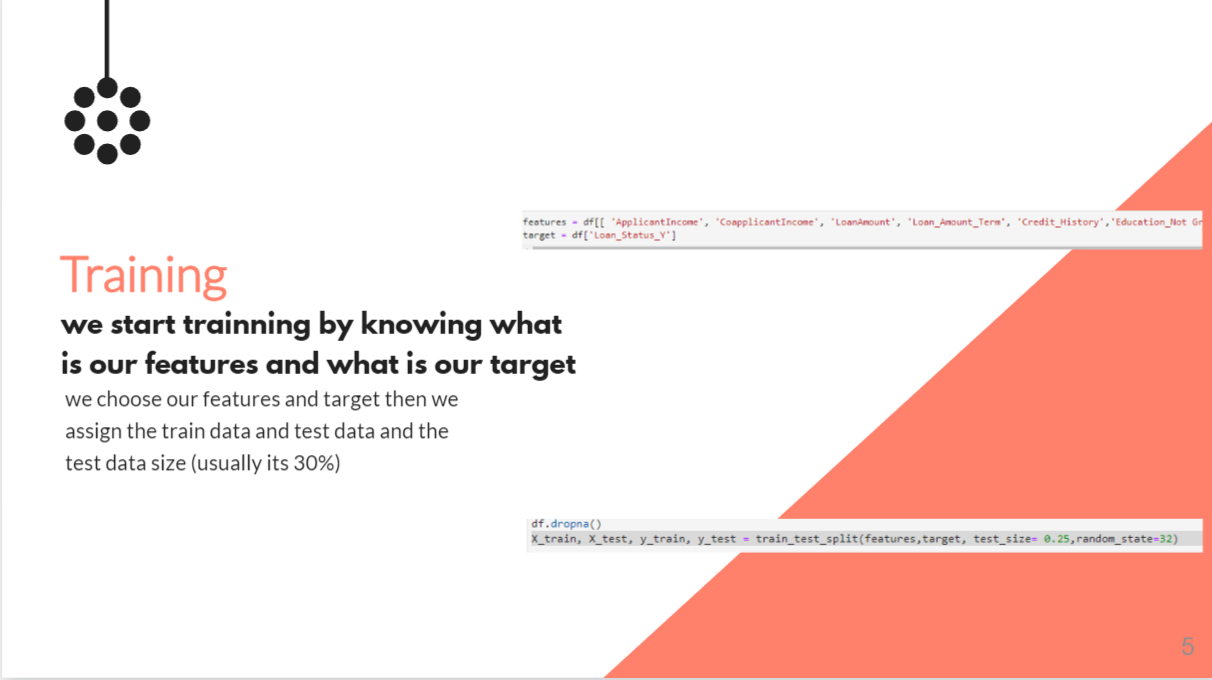 features = df[[ 'ApplicantIncome', 'CoapplicantIncome', 'LoanAmount', 'Loan_Amount_Term', 'Credit_History','Education_Not Gr
target = df['Loan_Status_Y']
Training
we start trainning by knowing what
is our features and what is our target
we choose our features and target then we
assign the train data and test data and the
test data size (usually its 30%)
df.dropna()
X_train, X_test, y_train, y_test = train_test_split(features,target, test_size= 0.25,random_state=32)
5